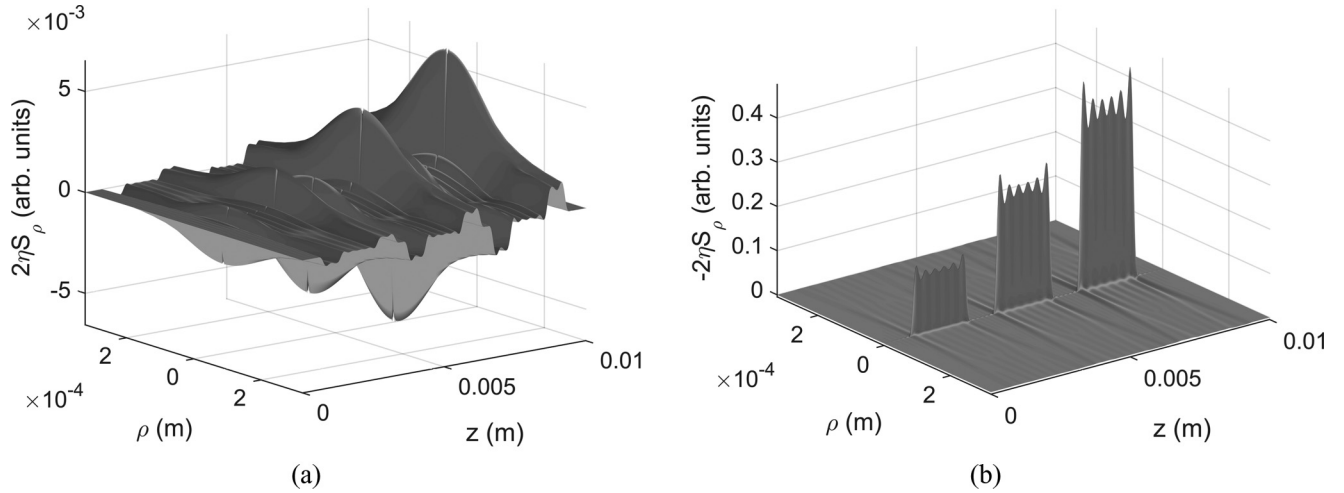 ×10⁻³
5
0
-5
2ηS_ρ (arb. units)
2
0
2
×10⁻⁴
ρ (m)
0
0.005
0.01
z (m)
(a)
0.4
0.3
0.2
0.1
0
-2ηS_ρ (arb. units)
2
0
2
×10⁻⁴
ρ (m)
0
0.005
0.01
z (m)
(b)